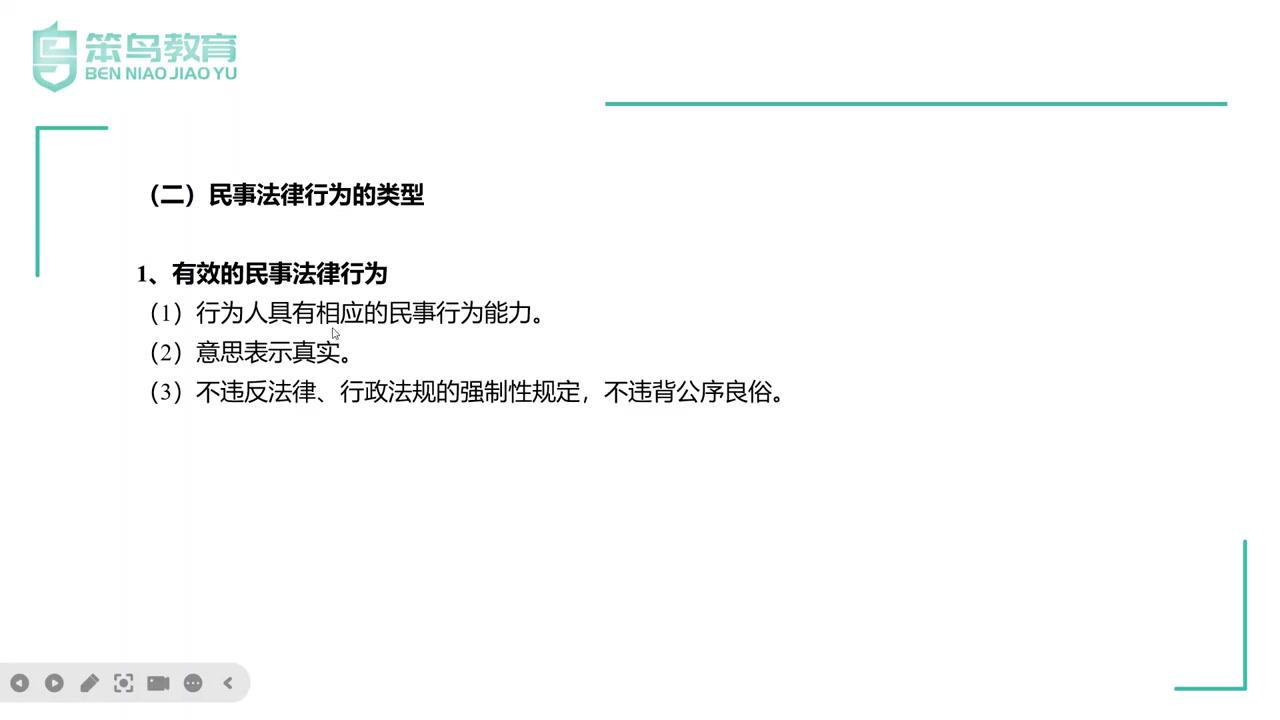 笨鸟教育
BEN NIAO JIAO YU
（二）民事法律行为的类型
1、有效的民事法律行为
（1）行为人具有相应的民事行为能力。
（2）意思表示真实。
（3）不违反法律、行政法规的强制性规定，不违背公序良俗。